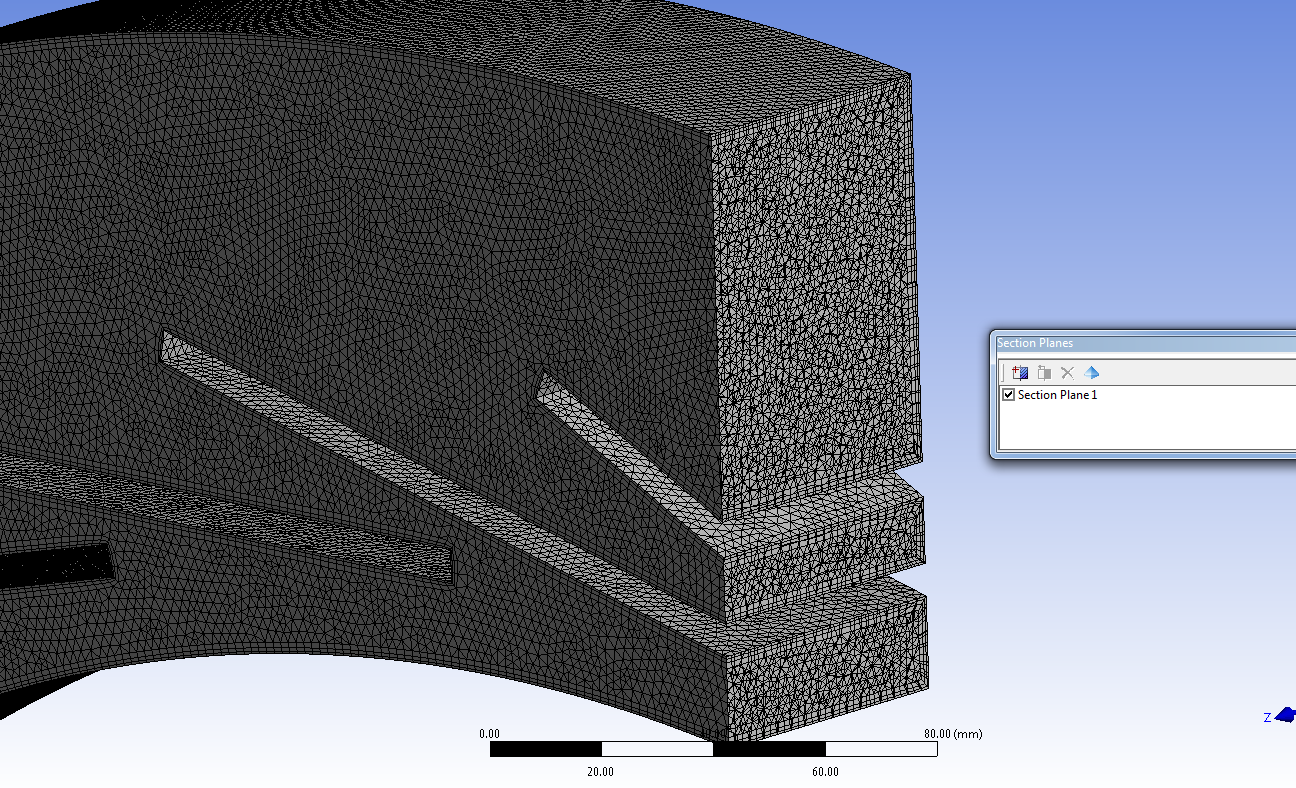 Section Planes
Section Plane 1
Z
0.00
80.00 (mm)
20.00
60.00